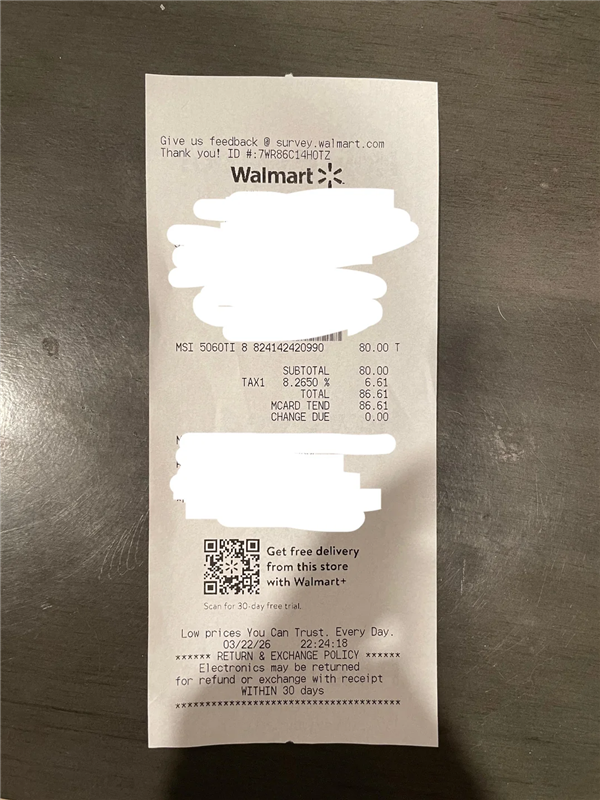 Give us feedback @ survey.walmart.com
Thank you! ID #:7WR86C14H0TZ
Walmart
MSI 5060TI 8 824142420990 80.00 T
SUBTOTAL 80.00
TAX1 8.2650 % 6.61
TOTAL 86.61
MCARD TEND 86.61
CHANGE DUE 0.00
Get free delivery
from this store
with Walmart+
Scan for 30-day free trial.
Low prices You Can Trust. Every Day.
03/22/26 22:24:18
****** RETURN & EXCHANGE POLICY ******
Electronics may be returned
for refund or exchange with receipt
WITHIN 30 days
***************************************